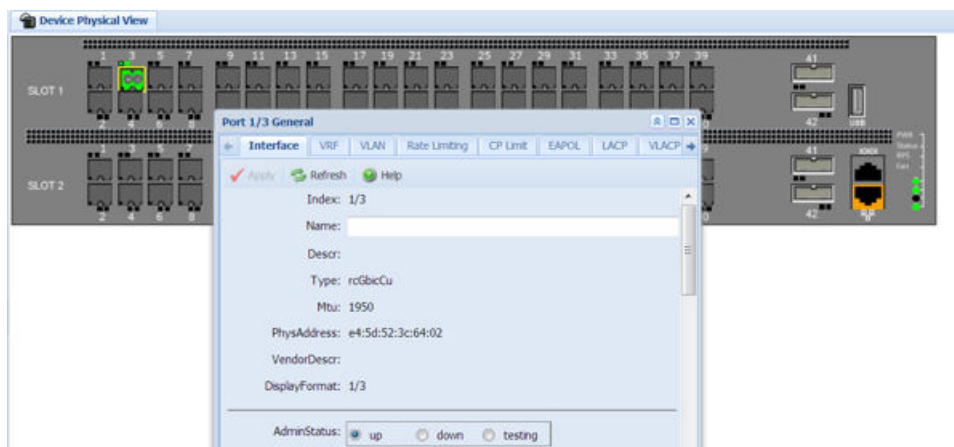 Device Physical View
1 3 5 7 9 11 13 15 17 19 21 23 25 27 29 31 33 35 37 39 41
SLOT 1
2 4 6 8 42 USB
Port 1/3 General
Interface VRF VLAN Rate Limiting CP Limit EAPOL LACP VLACP
Apply Refresh Help
SLOT 2
2 4 6 8 42
41
PWR
Status
RPS
Fan
Index: 1/3
Name:
Descr:
Type: rcGbicCu
Mtu: 1950
PhysAddress: e4:5d:52:3c:64:02
VendorDescr:
DisplayFormat: 1/3
AdminStatus: up down testing